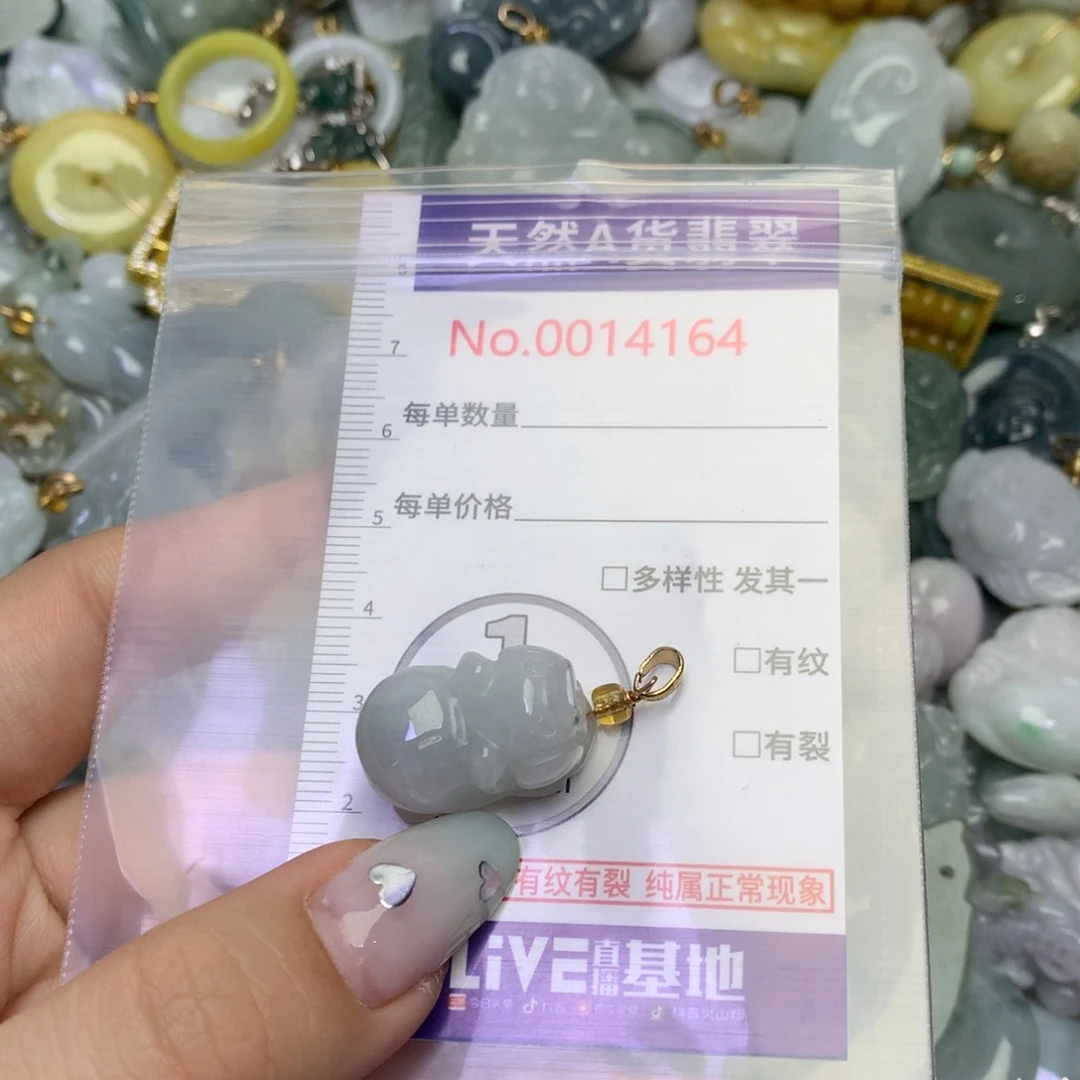 天然A货翡翠
No.0014164
7
每单数量
6
每单价格
5
□多样性 发其一
4
1
□有纹
3
□有裂
2
有纹有裂 纯属正常现象
LiVE直播基地